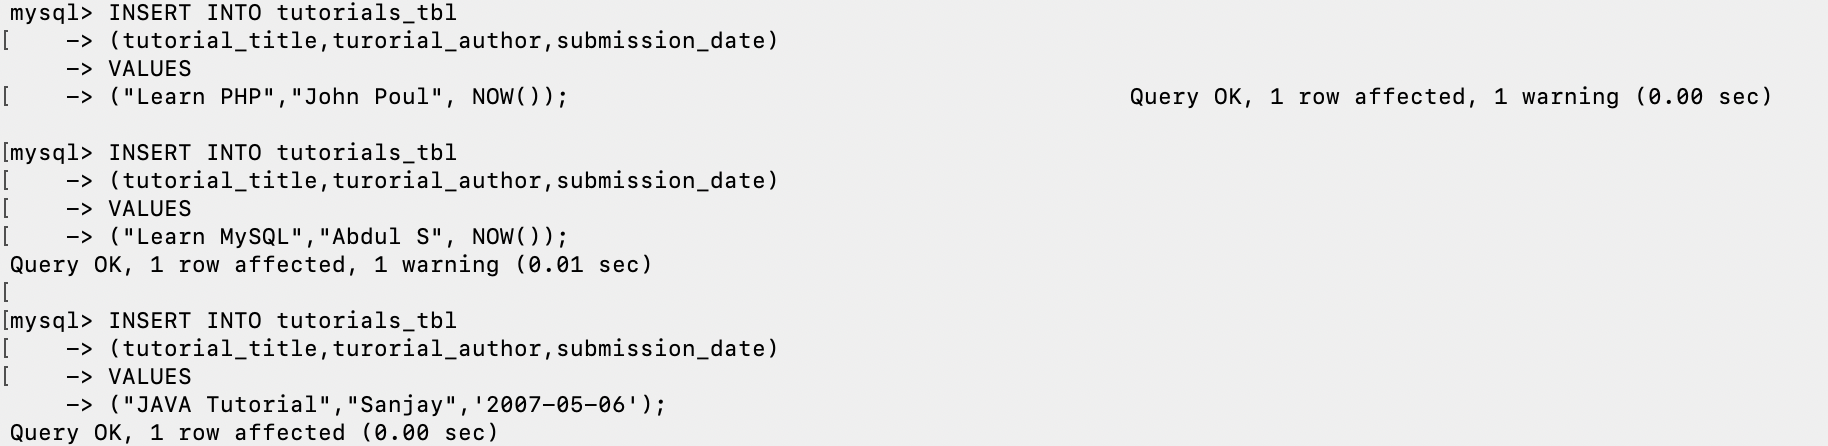 mysql> INSERT INTO tutorials_tbl
[    -> (tutorial_title,turorial_author,submission_date)
-> VALUES
[    -> ("Learn PHP","John Poul", NOW()); Query OK, 1 row affected, 1 warning (0.00 sec)
[mysql> INSERT INTO tutorials_tbl
[    -> (tutorial_title,turorial_author,submission_date)
[    -> VALUES
[    -> ("Learn MySQL","Abdul S", NOW());
Query OK, 1 row affected, 1 warning (0.01 sec)
[
[mysql> INSERT INTO tutorials_tbl
[    -> (tutorial_title,turorial_author,submission_date)
[    -> VALUES
-> ("JAVA Tutorial","Sanjay",'2007-05-06');
Query OK, 1 row affected (0.00 sec)